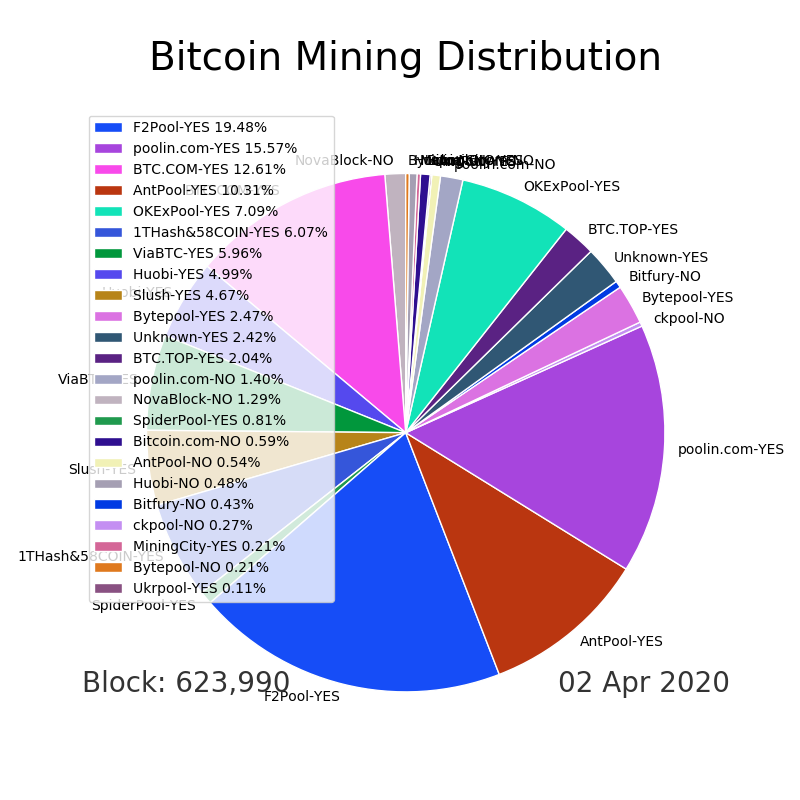 Bitcoin Mining Distribution
F2Pool-YES 19.48%
poolin.com-YES 15.57%
BTC.COM-YES 12.61%
AntPool-YES 10.31%
OKExPool-YES 7.09%
1THash&58COIN-YES 6.07%
ViaBTC-YES 5.96%
Huobi-YES 4.99%
Slush-YES 4.67%
Bytepool-YES 2.47%
Unknown-YES 2.42%
BTC.TOP-YES 2.04%
poolin.com-NO 1.40%
NovaBlock-NO 1.29%
SpiderPool-YES 0.81%
Bitcoin.com-NO 0.59%
AntPool-NO 0.54%
Huobi-NO 0.48%
Bitfury-NO 0.43%
ckpool-NO 0.27%
MiningCity-YES 0.21%
Bytepool-NO 0.21%
Ukrpool-YES 0.11%
NovaBlock-NO
poolin.com-NO
OKExPool-YES
BTC.TOP-YES
Unknown-YES
Bitfury-NO
Bytepool-YES
ckpool-NO
poolin.com-YES
AntPool-YES
F2Pool-YES
SpiderPool-YES
1THash&58COIN-YES
Slush-YES
ViaBTC-YES
Huobi-YES
Block: 623,990
02 Apr 2020